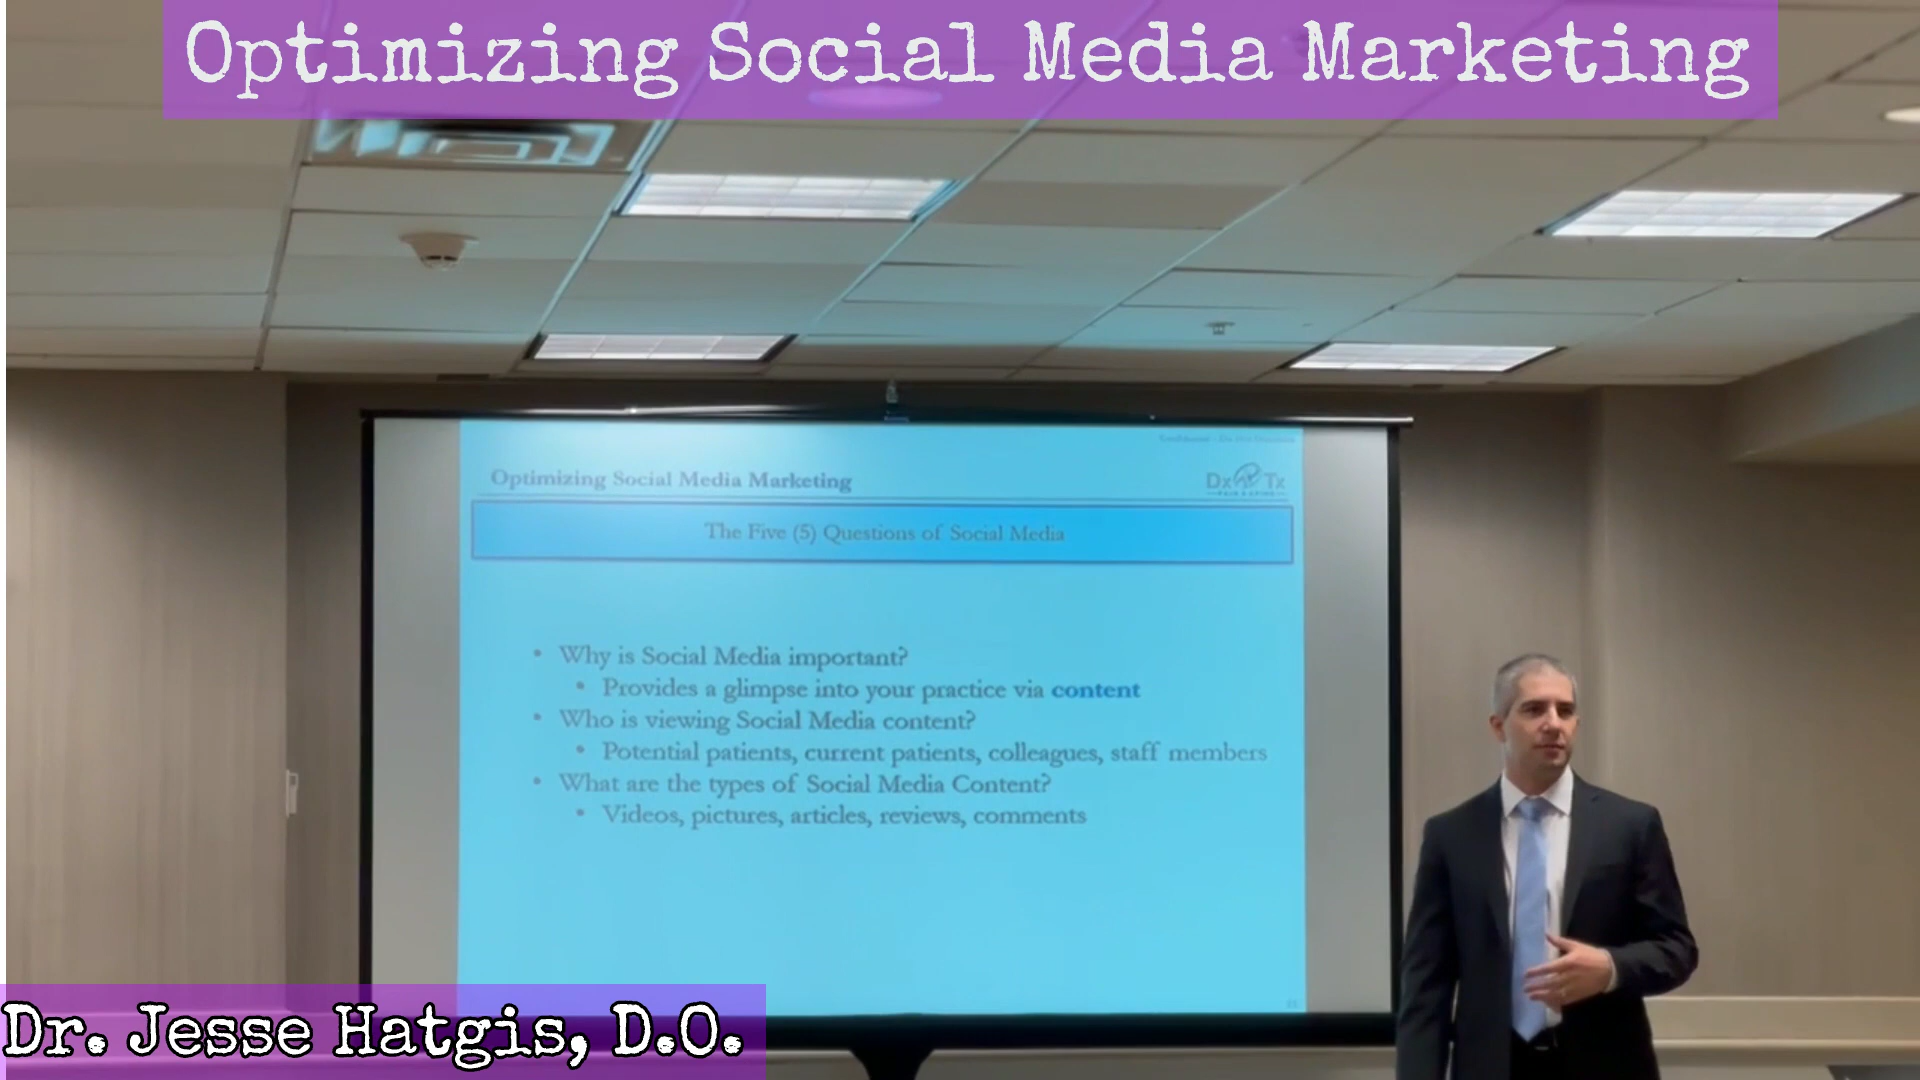 Optimizing Social Media Marketing
Optimizing Social Media Marketing
Dx Tx
The Five (5) Questions of Social Media
• Why is Social Media important?
• Provides a glimpse into your practice via content
• Who is viewing Social Media content?
• Potential patients, current patients, colleagues, staff members
• What are the types of Social Media Content?
• Videos, pictures, articles, reviews, comments
Dr. Jesse Hatgis, D.O.